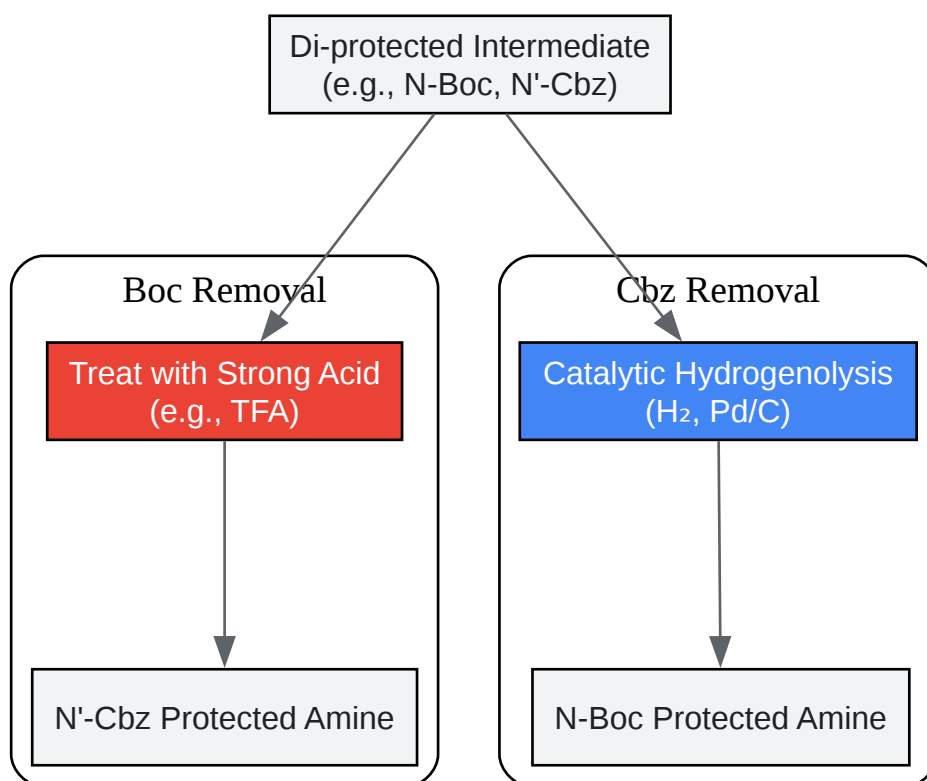 Di-protected Intermediate
(e.g., N-Boc, N'-Cbz)
Boc Removal
Treat with Strong Acid
(e.g., TFA)
N'-Cbz Protected Amine
Cbz Removal
Catalytic Hydrogenolysis
(H₂, Pd/C)
N-Boc Protected Amine